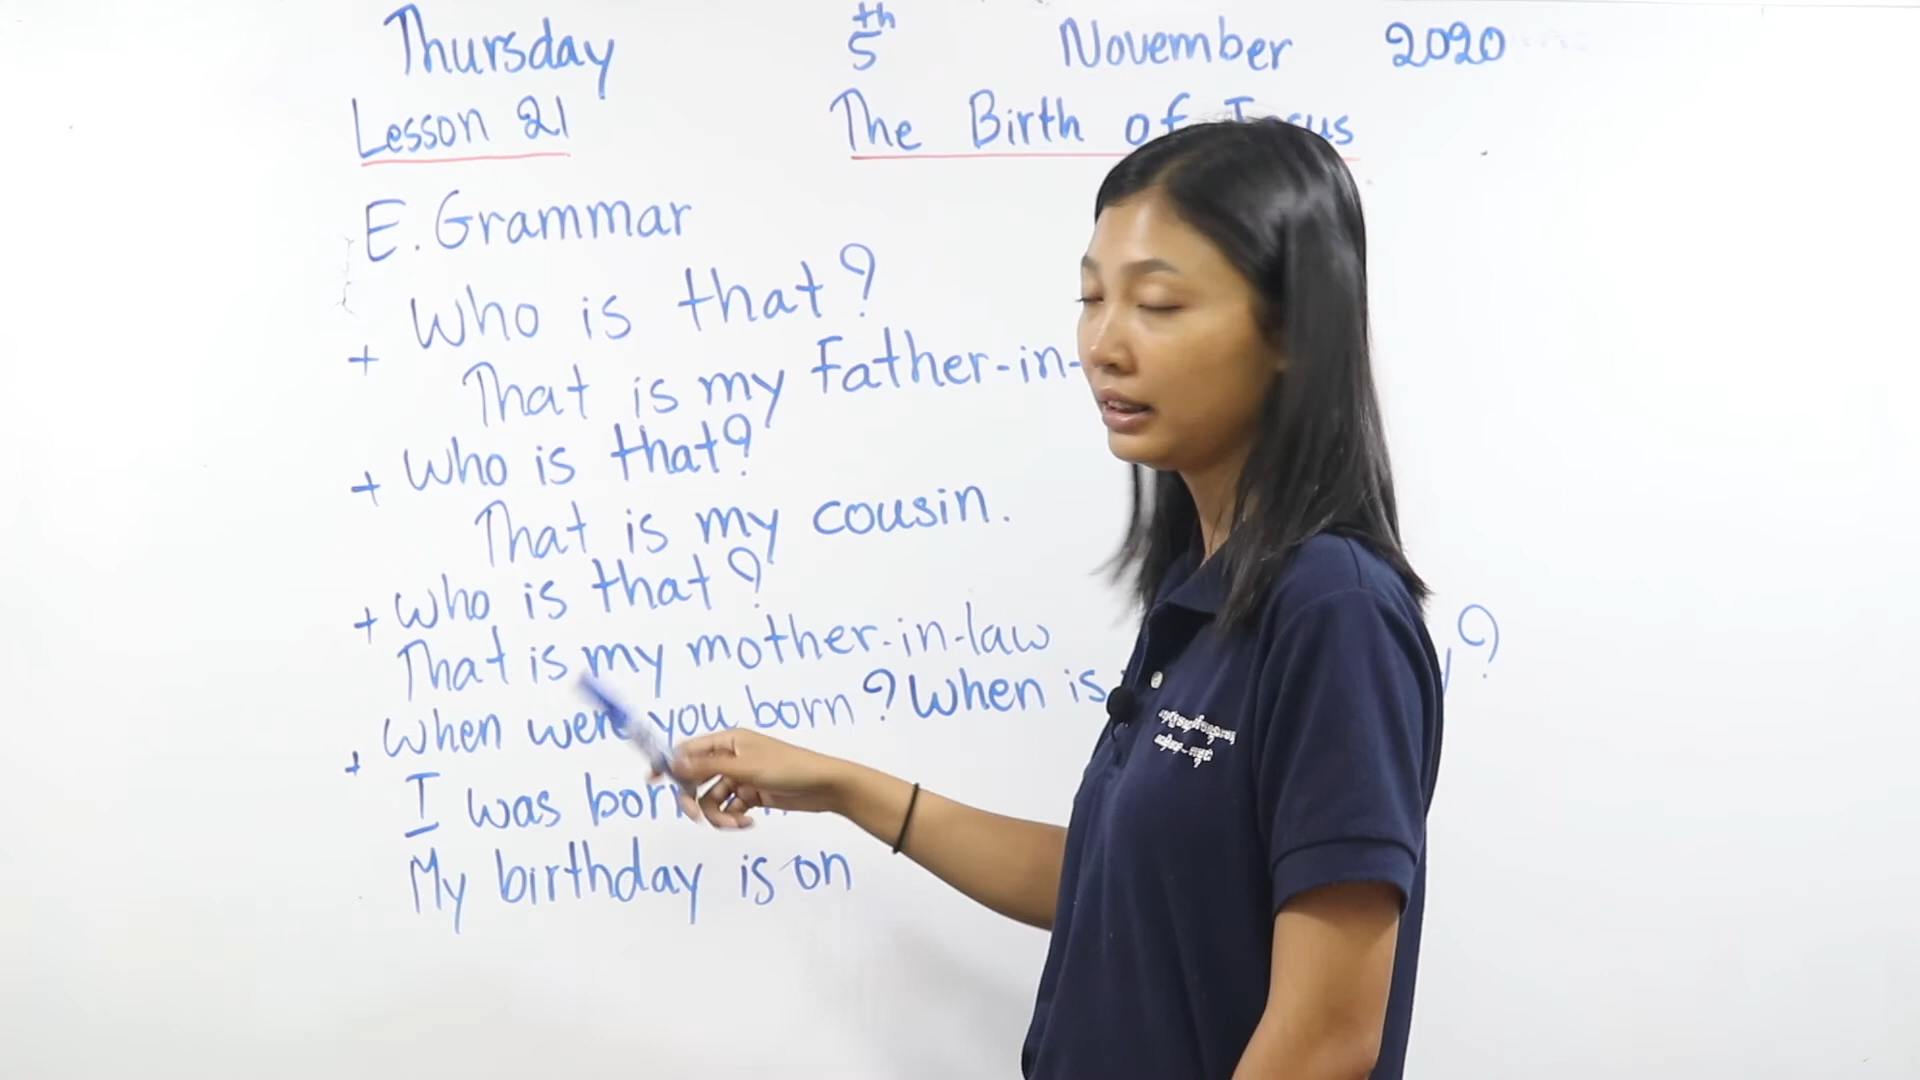 Thursday 5th November 2020
Lesson 21 The Birth of Jesus
E. Grammar
+ Who is that?
That is my Father-in-
+ Who is that?
That is my cousin.
+ Who is that?
That is my mother-in-law
+ When were you born? When is ?
I was born
My birthday is on